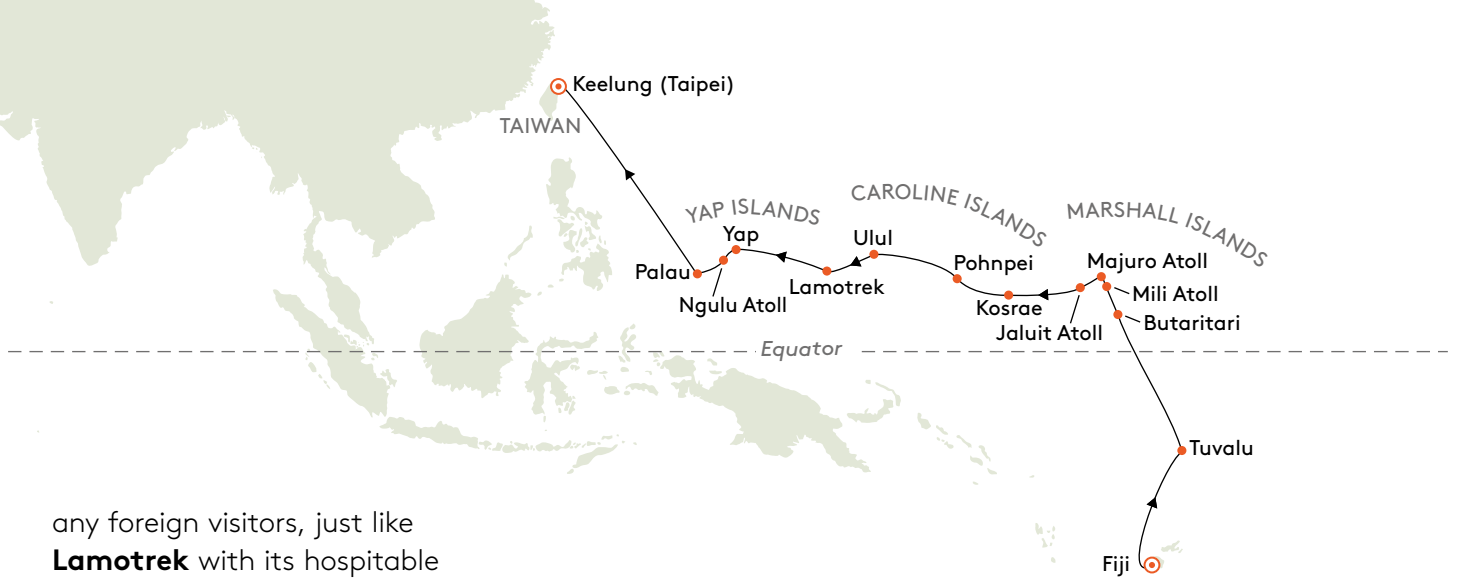 Keelung (Taipei)
TAIWAN
YAP ISLANDS
CAROLINE ISLANDS
MARSHALL ISLANDS
Yap
Ulul
Palau
Pohnpei
Majuro Atoll
Lamotrek
Mili Atoll
Ngulu Atoll
Kosrae
Butaritari
Jaluit Atoll
Equator
Tuvalu
any foreign visitors, just like
Lamotrek with its hospitable
Fiji